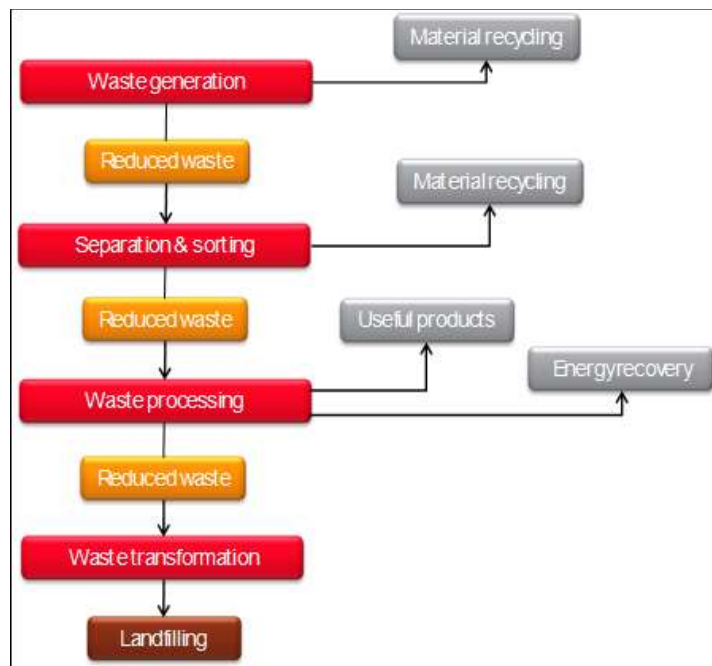 Material recycling
Waste generation
Reduced waste
Material recycling
Separation & sorting
Reduced waste
Useful products
Energy recovery
Waste processing
Reduced waste
Waste transformation
Landfilling